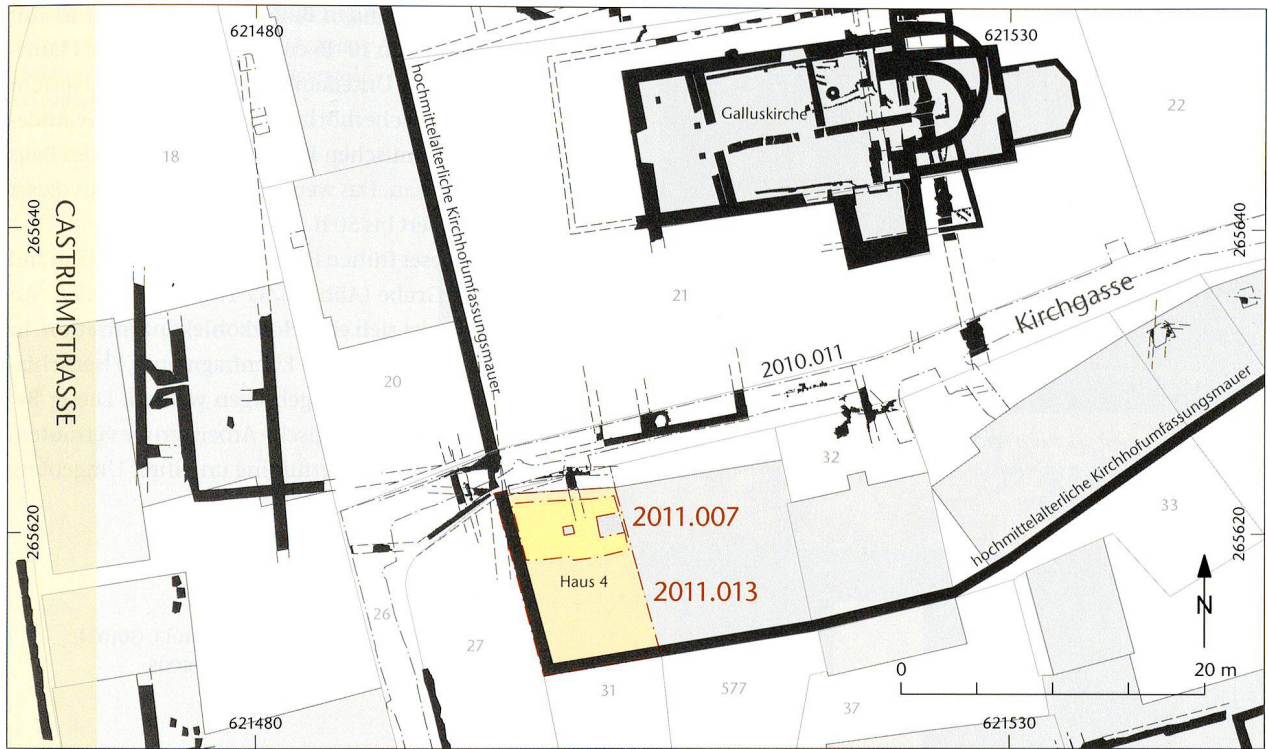 621480
621530
22
18
hochmittelalterliche Kirchhofumfassungsmauer
Galluskirche
265640
CASTRUMSTRASSE
265640
21
Kirchgasse
2010.011
20
32
hochmittelalterliche Kirchhofumfassungsmauer
33
2011.007
265620
265620
Haus 4
2011.013
26
27
N
0
20 m
31
577
37
621480
621530